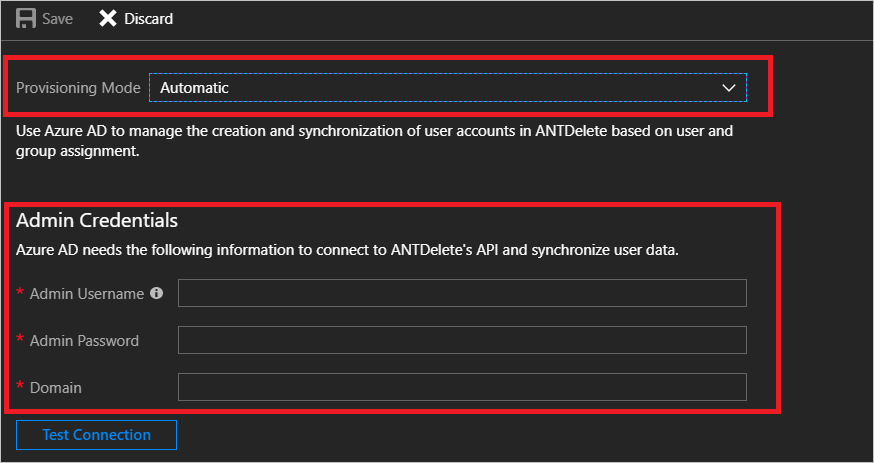 Save Discard
Provisioning Mode Automatic
Use Azure AD to manage the creation and synchronization of user accounts in ANTDelete based on user and
group assignment.
Admin Credentials
Azure AD needs the following information to connect to ANTDelete's API and synchronize user data.
* Admin Username
* Admin Password
* Domain
Test Connection